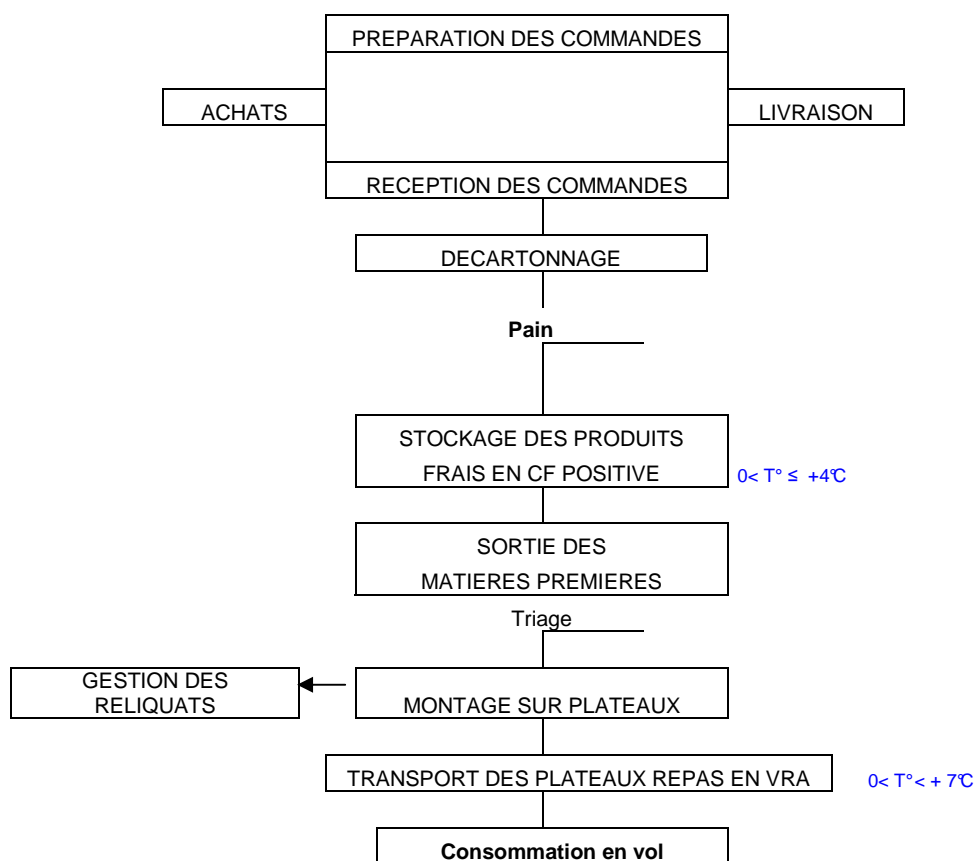 PREPARATION DES COMMANDES
ACHATS
LIVRAISON
RECEPTION DES COMMANDES
DECARTONNAGE
Pain
STOCKAGE DES PRODUITS
FRAIS EN CF POSITIVE
0< T° ≤ +4°C
SORTIE DES
MATIERES PREMIERES
Triage
GESTION DES
RELIQUATS
MONTAGE SUR PLATEAUX
TRANSPORT DES PLATEAUX REPAS EN VRA
0< T°< + 7°C
Consommation en vol